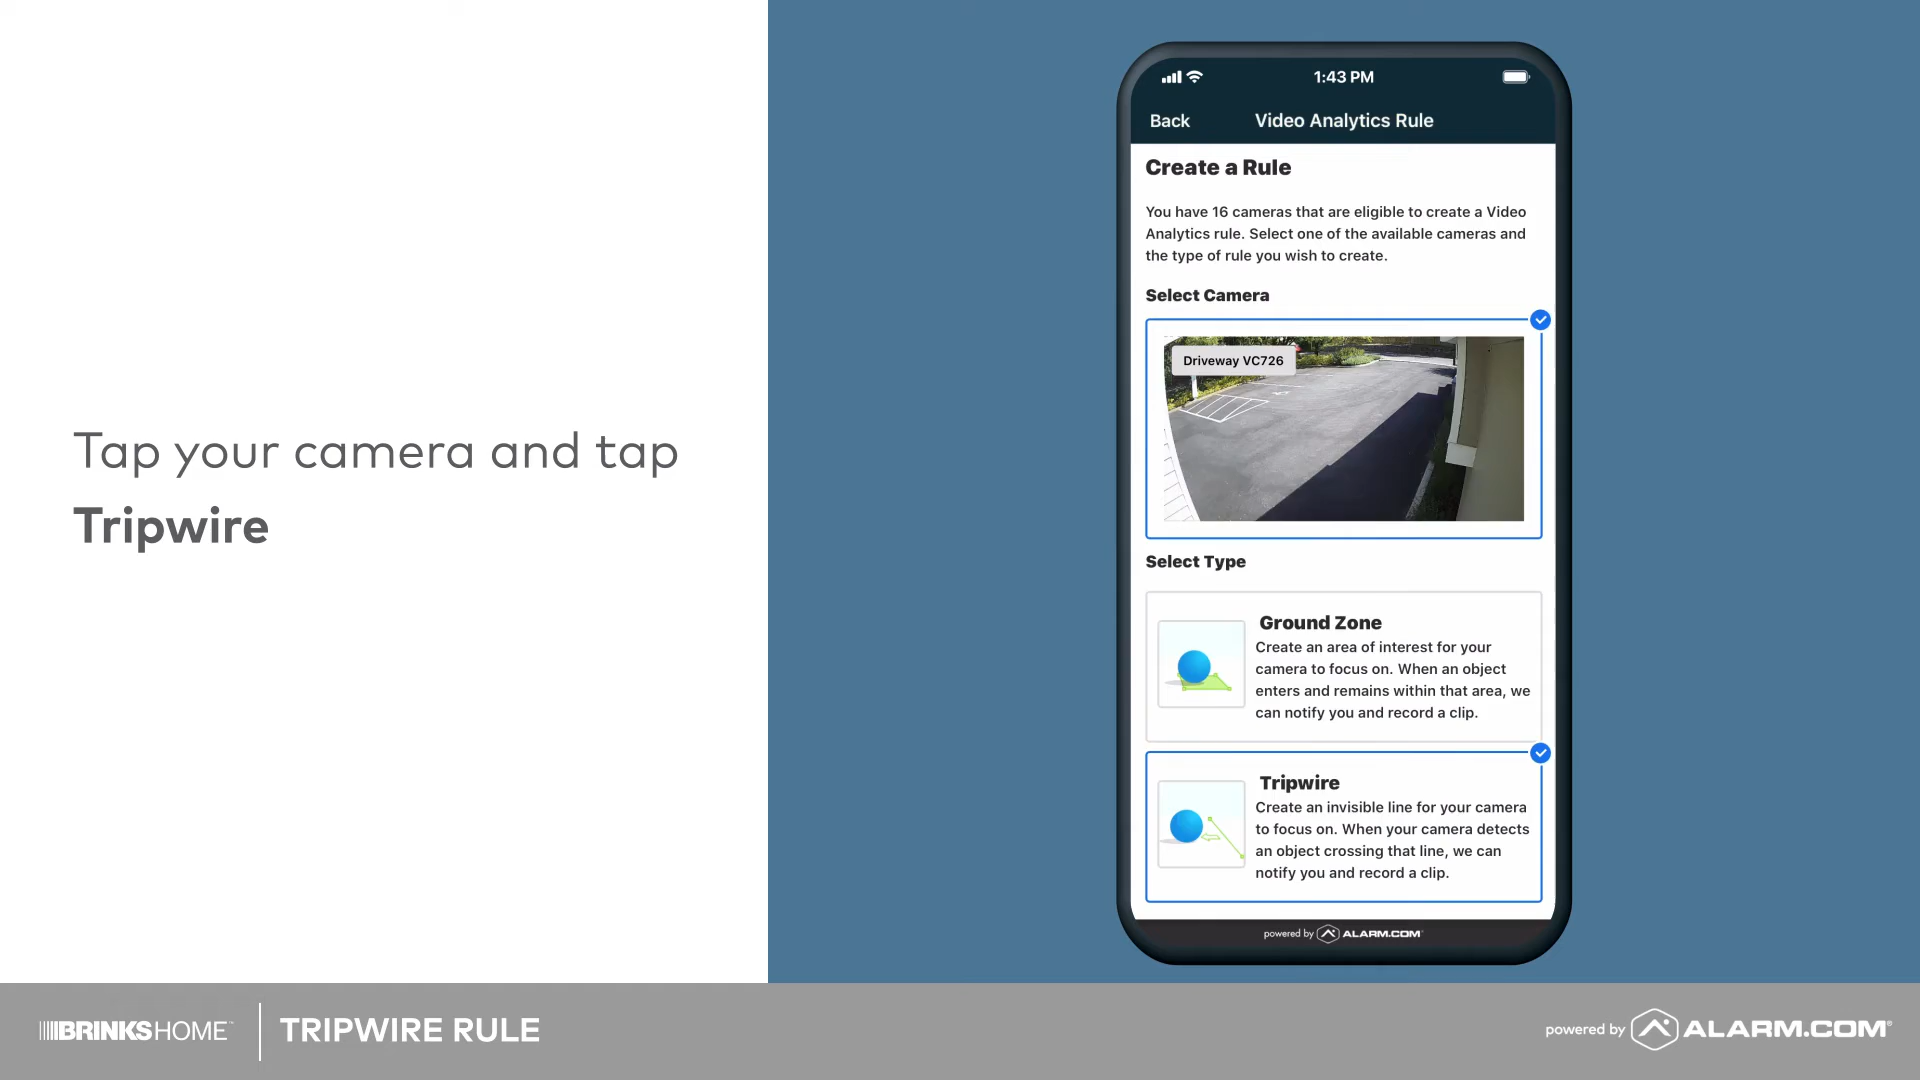 Tap your camera and tap
Tripwire
1:43 PM
Back
Video Analytics Rule
Create a Rule
You have 16 cameras that are eligible to create a Video
Analytics rule. Select one of the available cameras and
the type of rule you wish to create.
Select Camera
Driveway VC726
Select Type
Ground Zone
Create an area of interest for your
camera to focus on. When an object
enters and remains within that area, we
can notify you and record a clip.
Tripwire
Create an invisible line for your camera
to focus on. When your camera detects
an object crossing that line, we can
notify you and record a clip.
powered by ALARM.COM
BRINKS HOME™
TRIPWIRE RULE
powered by ALARM.COM®